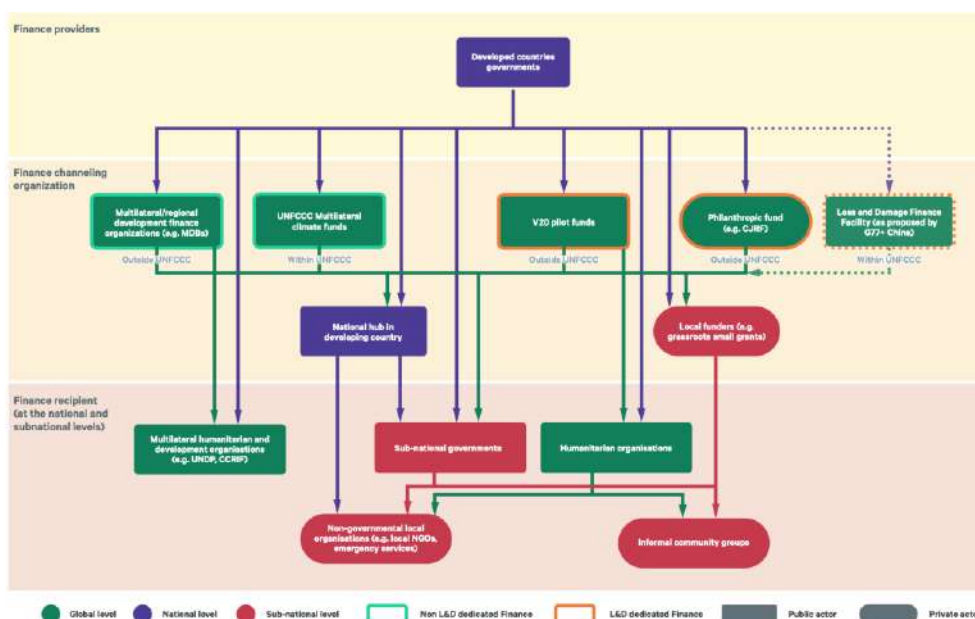 Finance providers
Developed countries
governments
Finance channeling
organization
Multilateral/regional
development finance
organizations (e.g. MDBs)
UNFCCC Multilateral
climate funds
V20 pilot funds
Philanthropic fund
(e.g. CJRF)
Loss and Damage Finance
Facility (as proposed by
G77+ China)
Outside UNFCCC
Within UNFCCC
Outside UNFCCC
Outside UNFCCC
Within UNFCCC
National hub in
developing country
Local funders (e.g.
grassroots small grants)
Finance recipient
(at the national and
subnational levels)
Multilateral humanitarian and
development organisations
(e.g. UNDP, CCRIF)
Sub-national governments
Humanitarian organisations
Non-governmental local
organisations (e.g. local NGOs,
emergency services)
Informal community groups
Global level
National level
Sub-national level
Non L&D dedicated Finance
L&D dedicated Finance
Public actor
Private acto